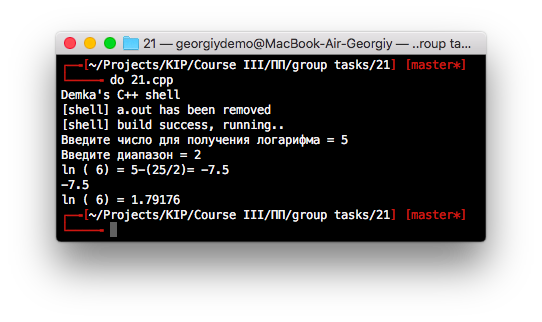 21 — georgiydemo@MacBook-Air-Georgiy — ..roup ta...
[~/Projects/KIP/Course III/ПП/group tasks/21] [master*]
do 21.cpp
Demka's C++ shell
[shell] a.out has been removed
[shell] build success, running..
Введите число для получения логарифма = 5
Введите диапазон = 2
ln ( 6) = 5-(25/2)= -7.5
-7.5
ln ( 6) = 1.79176
[~/Projects/KIP/Course III/ПП/group tasks/21] [master*]